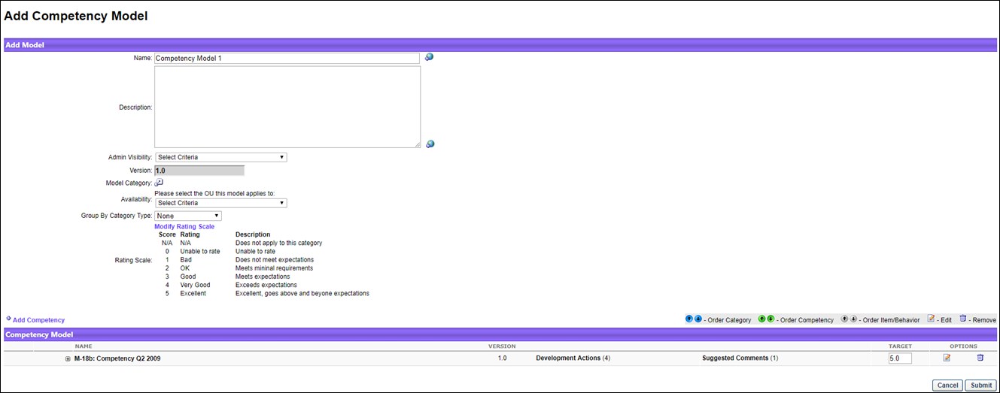 Add Competency Model
Add Model
Name: Competency Model 1
Description:
Admin Visibility: Select Criteria
Version: 1.0
Model Category:
Please select the OU this model applies to:
Availability: Select Criteria
Group By Category Type: None
Modify Rating Scale
Score Rating Description
N/A N/A Does not apply to this category
0 Unable to rate Unable to rate
Rating Scale: 1 Bad Does not meet expectations
2 OK Meets mininal requirements
3 Good Meets expectations
4 Very Good Exceeds expectations
5 Excellent Excellent, goes above and beyone expectations
Add Competency - Order Category - Order Competency - Order Item/Behavior - Edit - Remove
Competency Model
NAME VERSION TARGET OPTIONS
M-18b: Competency Q2 2009 1.0 Development Actions (4) Suggested Comments (1) 5.0
Cancel Submit